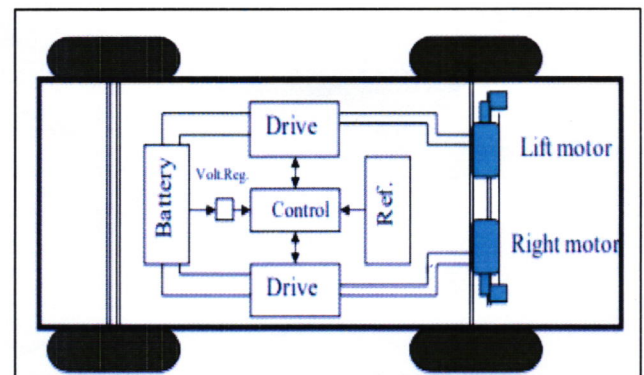 Drive
Lift motor
Volt.Reg.
Battery
Control
Ref.
Right motor
Drive